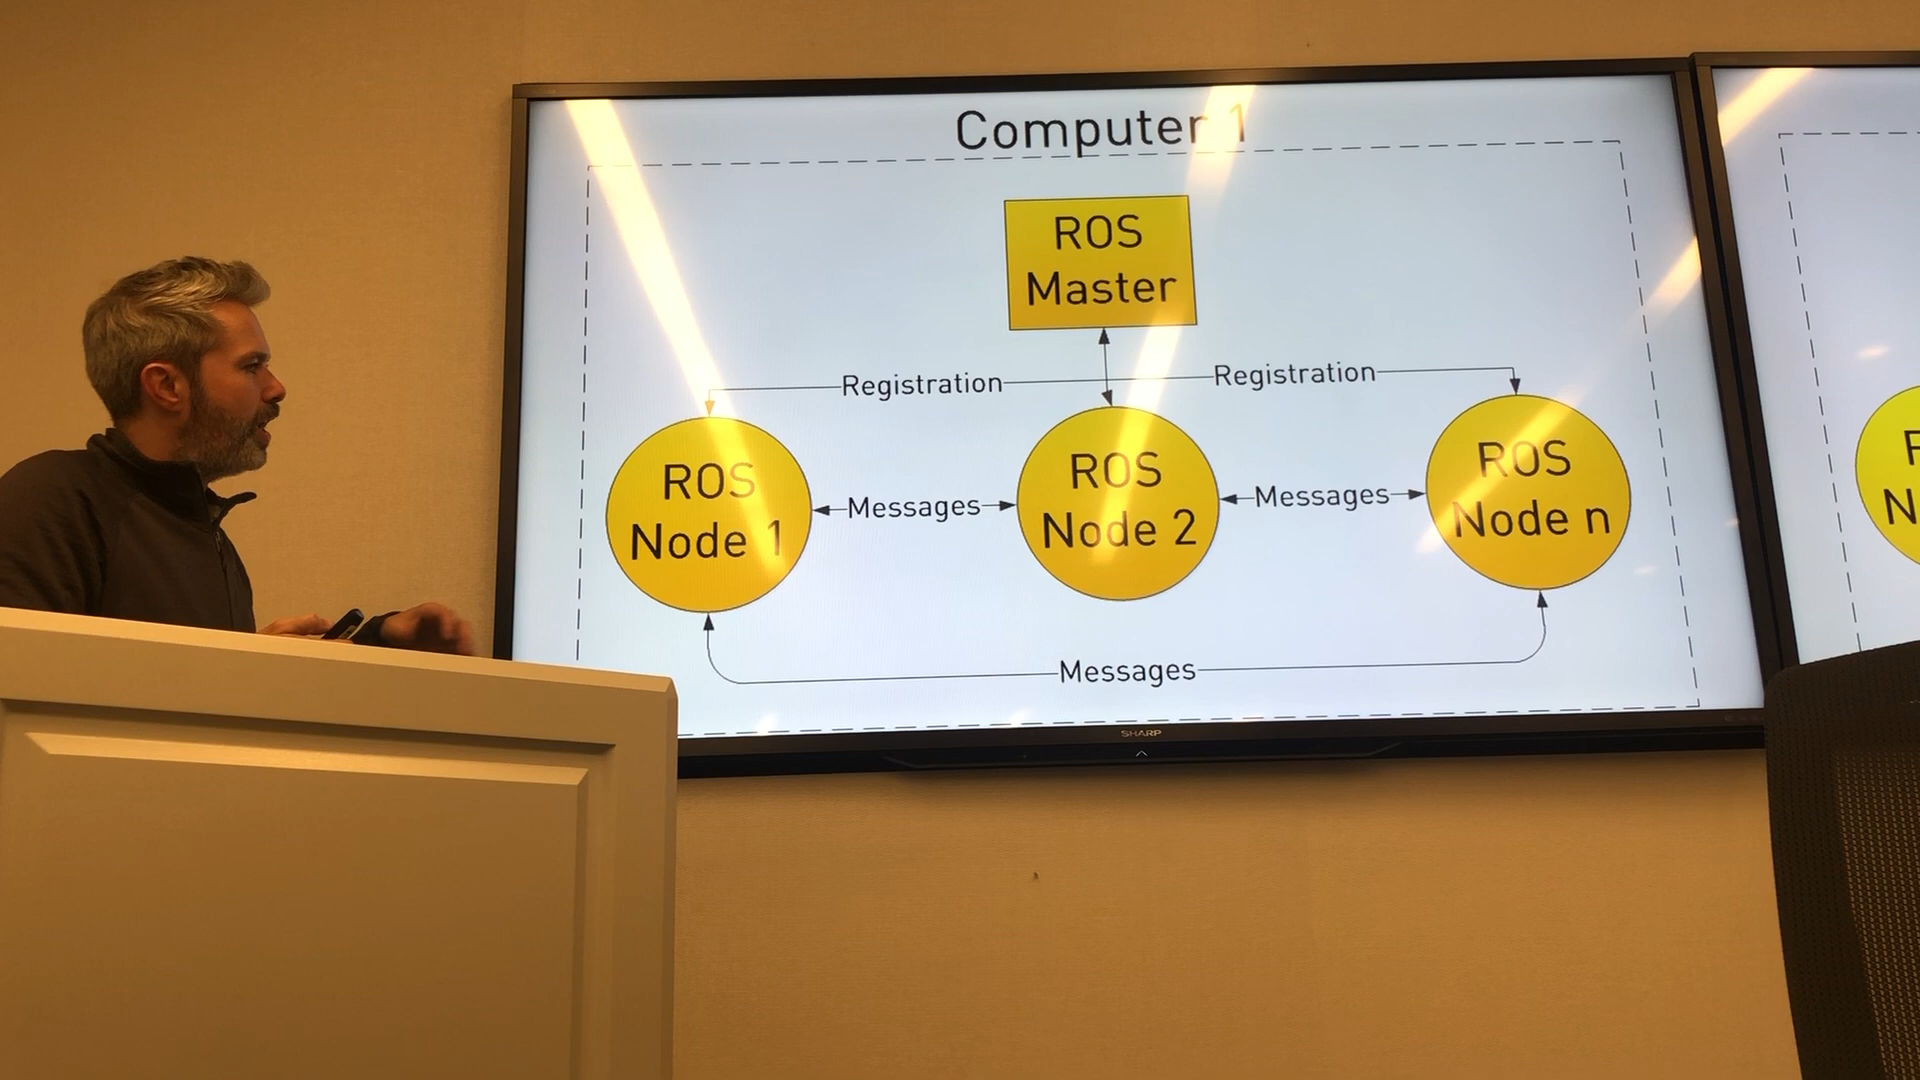 Computer 1
ROS
Master
Registration
Registration
ROS
Node 1
Messages
ROS
Node 2
Messages
ROS
Node n
Messages
SHARP